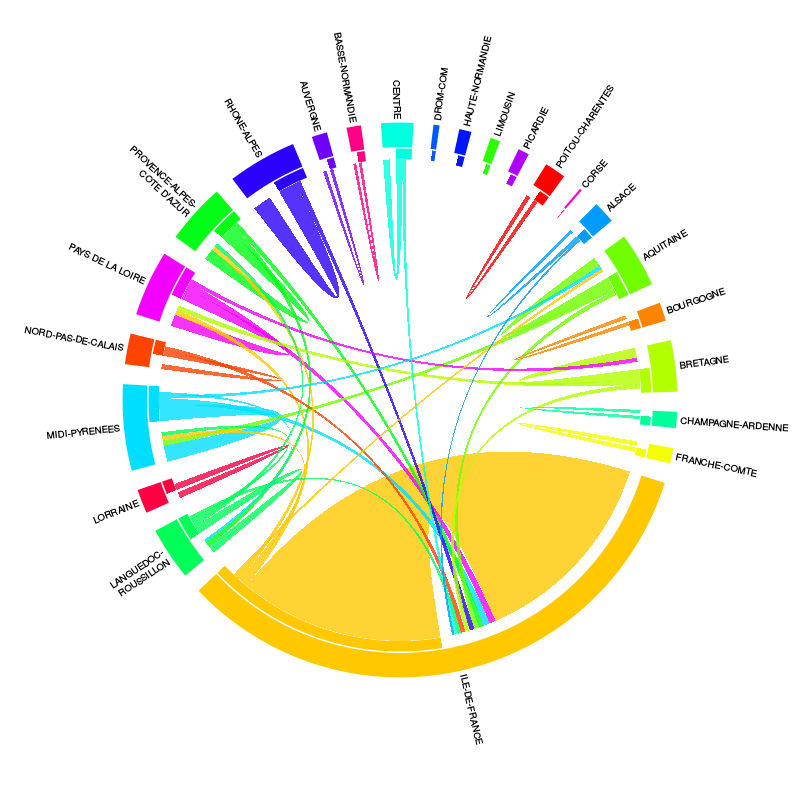 BASSE-NORMANDIE
CENTRE
DROM-COM
HAUTE-NORMANDIE
LIMOUSIN
PICARDIE
POITOU-CHARENTES
CORSE
ALSACE
AQUITAINE
BOURGOGNE
BRETAGNE
CHAMPAGNE-ARDENNE
FRANCHE-COMTE
ILE-DE-FRANCE
LANGUEDOC-
ROUSSILLON
LORRAINE
MIDI-PYRENEES
NORD-PAS-DE-CALAIS
PAYS DE LA LOIRE
PROVENCE-ALPES-
COTE D'AZUR
RHONE-ALPES
AUVERGNE